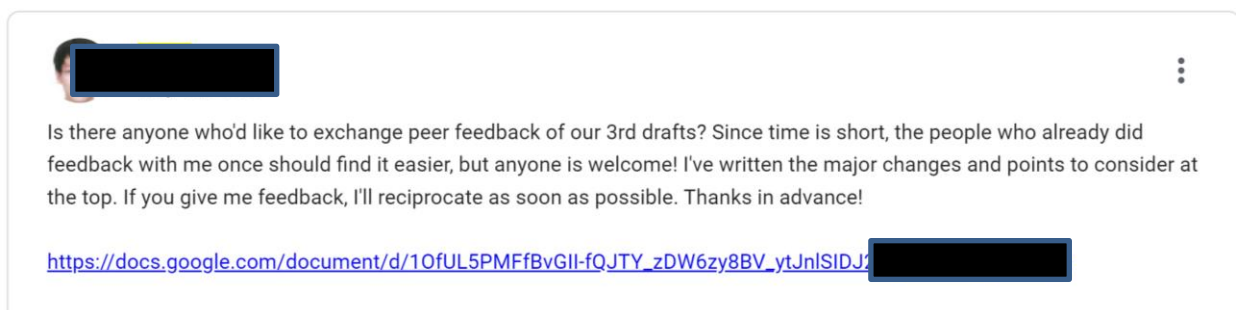 Is there anyone who'd like to exchange peer feedback of our 3rd drafts? Since time is short, the people who already did
feedback with me once should find it easier, but anyone is welcome! I've written the major changes and points to consider at
the top. If you give me feedback, I'll reciprocate as soon as possible. Thanks in advance!
https://docs.google.com/document/d/1OfUL5PMFfBvGII-fQJTY_zDW6zy8BV_ytJnlSIDJ2